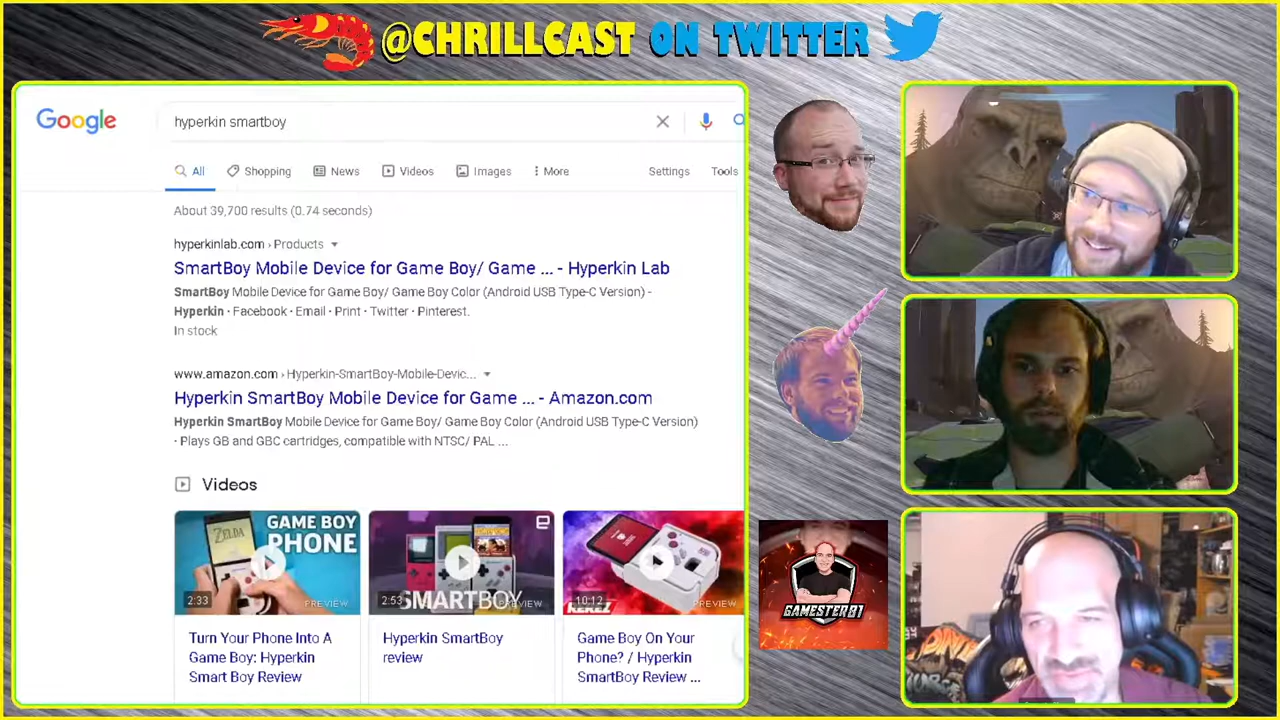 @CHRILLCAST ON TWITTER
Google
hyperkin smartboy
All
Shopping
News
Videos
Images
More
Settings
Tools
About 39,700 results (0.74 seconds)
hyperkinlab.com › Products
SmartBoy Mobile Device for Game Boy/ Game ... - Hyperkin Lab
SmartBoy Mobile Device for Game Boy/ Game Boy Color (Android USB Type-C Version) -
Hyperkin · Facebook · Email · Print · Twitter · Pinterest.
In stock
www.amazon.com › Hyperkin-SmartBoy-Mobile-Devic...
Hyperkin SmartBoy Mobile Device for Game ... - Amazon.com
Hyperkin SmartBoy Mobile Device for Game Boy/ Game Boy Color (Android USB Type-C Version)
· Plays GB and GBC cartridges, compatible with NTSC/ PAL ...
Videos
ZELDA
GAME BOY
PHONE
2:33
PREVIEW
SMARTBOY
2:53
PREVIEW
10:12
PREVIEW
Turn Your Phone Into A
Game Boy: Hyperkin
Smart Boy Review
Hyperkin SmartBoy
review
Game Boy On Your
Phone? / Hyperkin
SmartBoy Review ...
GAMESTER81